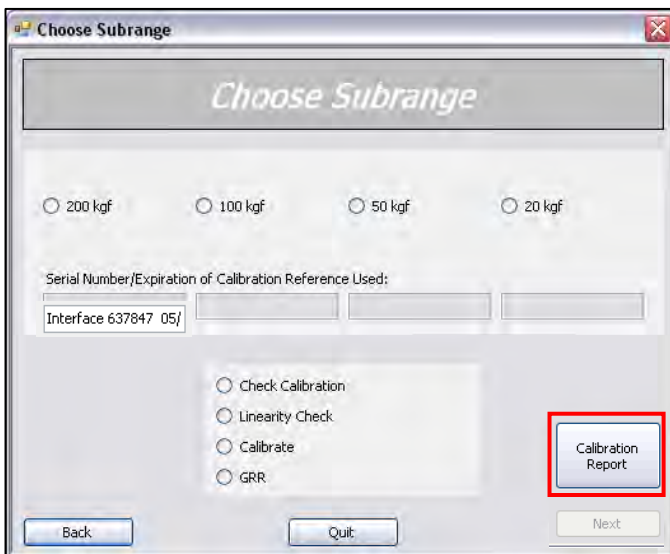 Choose Subrange
Choose Subrange
200 kgf 100 kgf 50 kgf 20 kgf
Serial Number/Expiration of Calibration Reference Used:
Interface 637847 05/
Check Calibration
Linearity Check
Calibrate
GRR
Calibration
Report
Back Quit Next